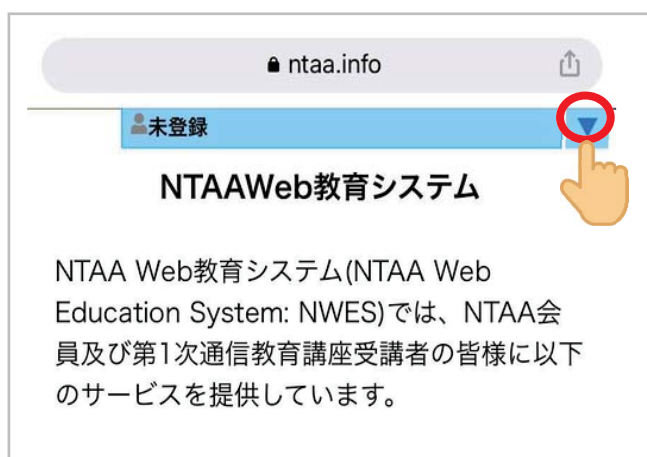 ntaa.info
未登録
NTAAWeb教育システム
NTAA Web教育システム(NTAA Web
Education System: NWES)では、NTAA会
員及び第1次通信教育講座受講者の皆様に以下
のサービスを提供しています。